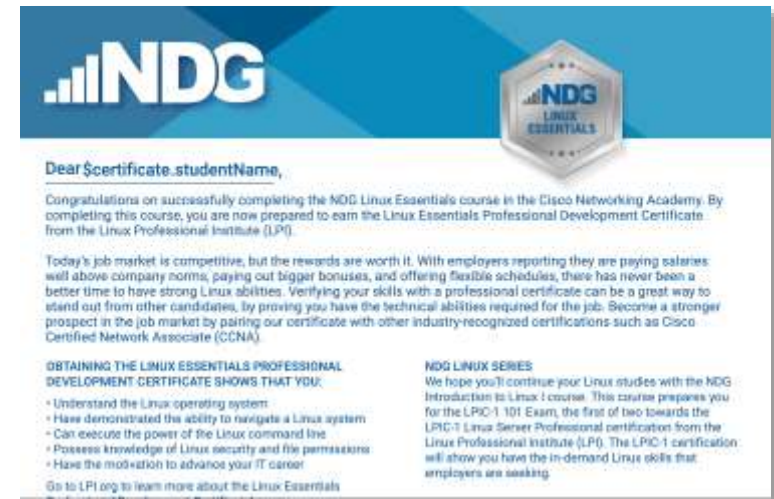 NDG
NDG
LINUX
ESSENTIALS
Dear $certificate.studentName,
Congratulations on successfully completing the NDG Linux Essentials course in the Cisco Networking Academy. By
completing this course, you are now prepared to earn the Linux Essentials Professional Development Certificate
from the Linux Professional Institute (LPI).
Today's job market is competitive, but the rewards are worth it. With employers reporting they are paying salaries
well above company norms, paying out bigger bonuses, and offering flexible schedules, there has never been a
better time to have strong Linux abilities. Verifying your skills with a professional certificate can be a great way to
stand out from other candidates, by proving you have the technical abilities required for the job. Become a stronger
prospect in the job market by pairing our certificate with other industry-recognized certifications such as Cisco
Certified Network Associate (CCNA).
OBTAINING THE LINUX ESSENTIALS PROFESSIONAL
DEVELOPMENT CERTIFICATE SHOWS THAT YOU:
• Understand the Linux operating system
• Have demonstrated the ability to navigate a Linux system
• Can execute the power of the Linux command line
• Possess knowledge of Linux security and file permissions
• Have the motivation to advance your IT career
Go to LPI.org to learn more about the Linux Essentials
NDG LINUX SERIES
We hope you'll continue your Linux studies with the NDG
Introduction to Linux I course. This course prepares you
for the LPIC-1 101 Exam, the first of two towards the
LPIC-1 Linux Server Professional certification from the
Linux Professional Institute (LPI). The LPIC-1 certification
will show you have the in-demand Linux skills that
employers are seeking.